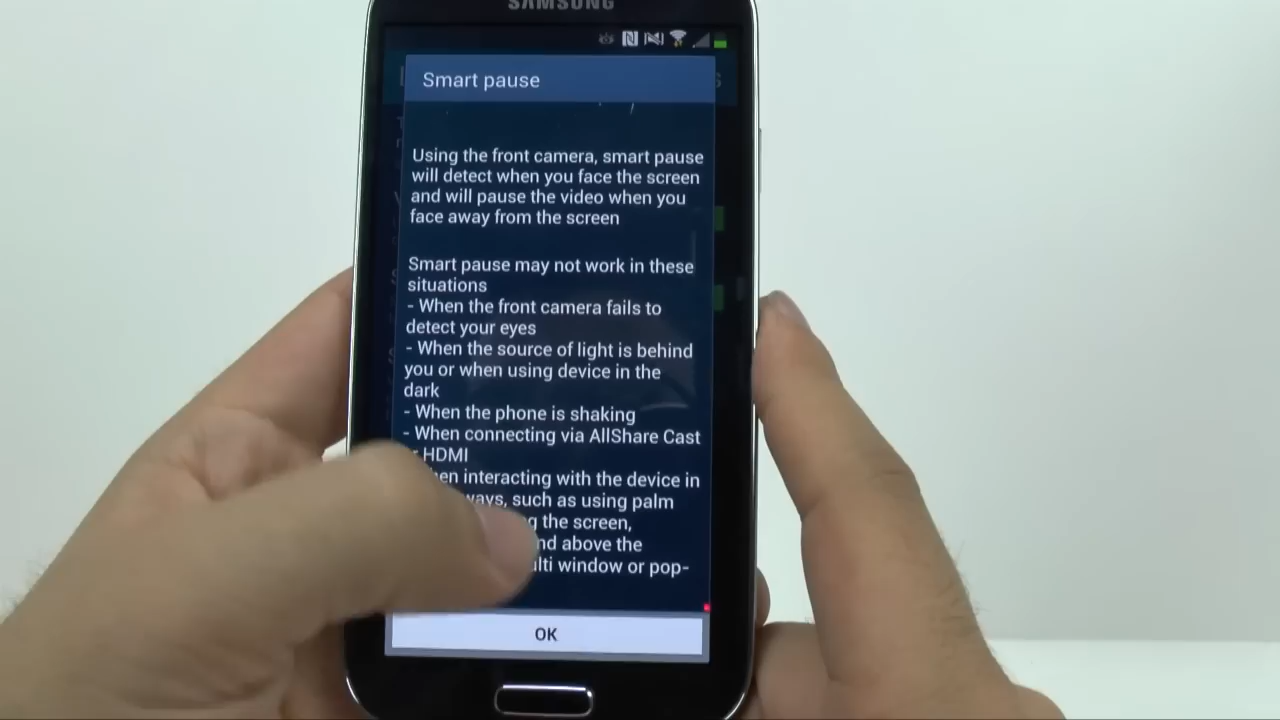 SAMSUNG
Smart pause
Using the front camera, smart pause
will detect when you face the screen
and will pause the video when you
face away from the screen
Smart pause may not work in these
situations
- When the front camera fails to
detect your eyes
- When the source of light is behind
you or when using device in the
dark
- When the phone is shaking
- When connecting via AllShare Cast
HDMI
interacting with the device in
ways, such as using palm
the screen,
above the
window or pop-
OK